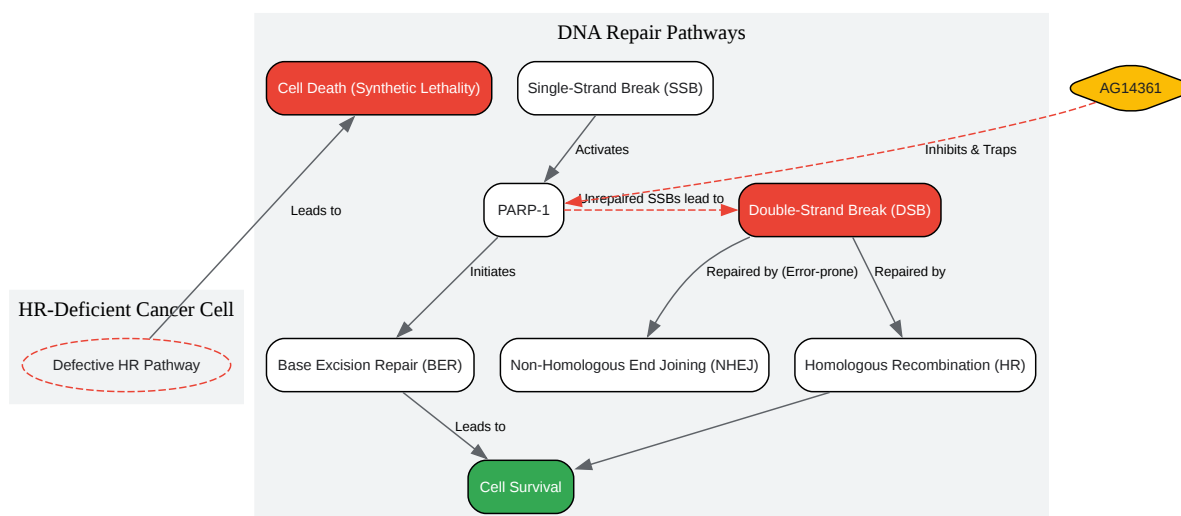 DNA Repair Pathways
Cell Death (Synthetic Lethality)
Single-Strand Break (SSB)
AG14361
Activates
Inhibits & Traps
Unrepaired SSBs lead to
PARP-1
Double-Strand Break (DSB)
Leads to
Initiates
Repaired by (Error-prone)
Repaired by
HR-Deficient Cancer Cell
Defective HR Pathway
Base Excision Repair (BER)
Non-Homologous End Joining (NHEJ)
Homologous Recombination (HR)
Leads to
Cell Survival